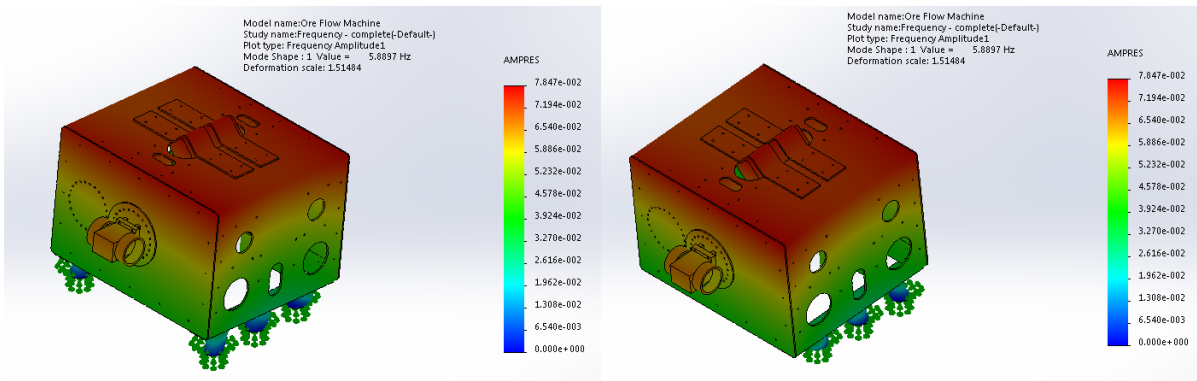 Model name:Ore Flow Machine
Study name:Frequency - complete(-Default-)
Plot type: Frequency Amplitude1
Mode Shape : 1 Value = 5.8897 Hz
Deformation scale: 1.51484
AMPRES
7.847e-002
7.194e-002
6.540e-002
5.886e-002
5.232e-002
4.578e-002
3.924e-002
3.270e-002
2.616e-002
1.962e-002
1.308e-002
6.540e-003
0.000e+000
Model name:Ore Flow Machine
Study name:Frequency - complete(-Default-)
Plot type: Frequency Amplitude1
Mode Shape : 1 Value = 5.8897 Hz
Deformation scale: 1.51484
AMPRES
7.847e-002
7.194e-002
6.540e-002
5.886e-002
5.232e-002
4.578e-002
3.924e-002
3.270e-002
2.616e-002
1.962e-002
1.308e-002
6.540e-003
0.000e+000